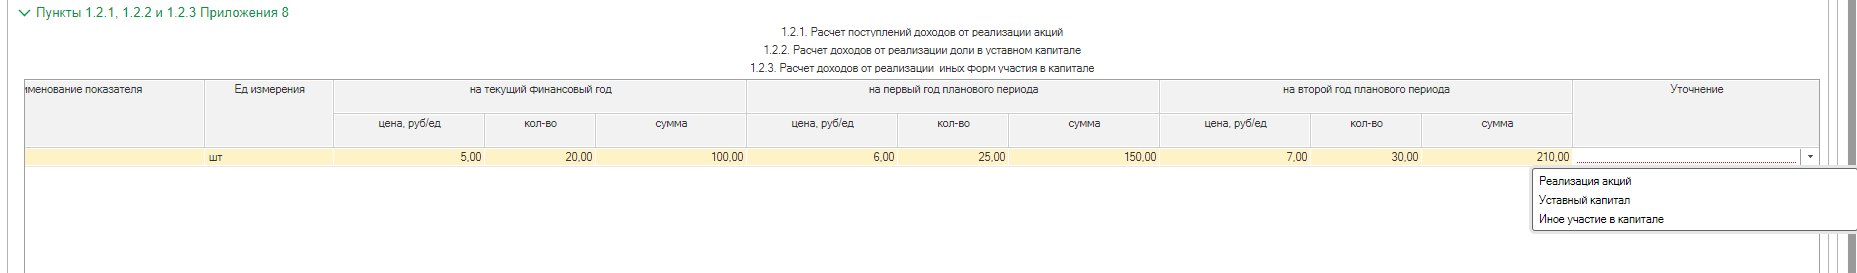 Пункты 1.2.1, 1.2.2 и 1.2.3 Приложения 8
1.2.1. Расчет поступлений доходов от реализации акций
1.2.2. Расчет доходов от реализации доли в уставном капитале
1.2.3. Расчет доходов от реализации иных форм участия в капитале
именование показателя Ед измерения на текущий финансовый год на первый год планового периода на второй год планового периода Уточнение
цена, руб/ед кол-во сумма цена, руб/ед кол-во сумма цена, руб/ед кол-во сумма
шт 5,00 20,00 100,00 6,00 25,00 150,00 7,00 30,00 210,00
Реализация акций
Уставный капитал
Иное участие в капитале